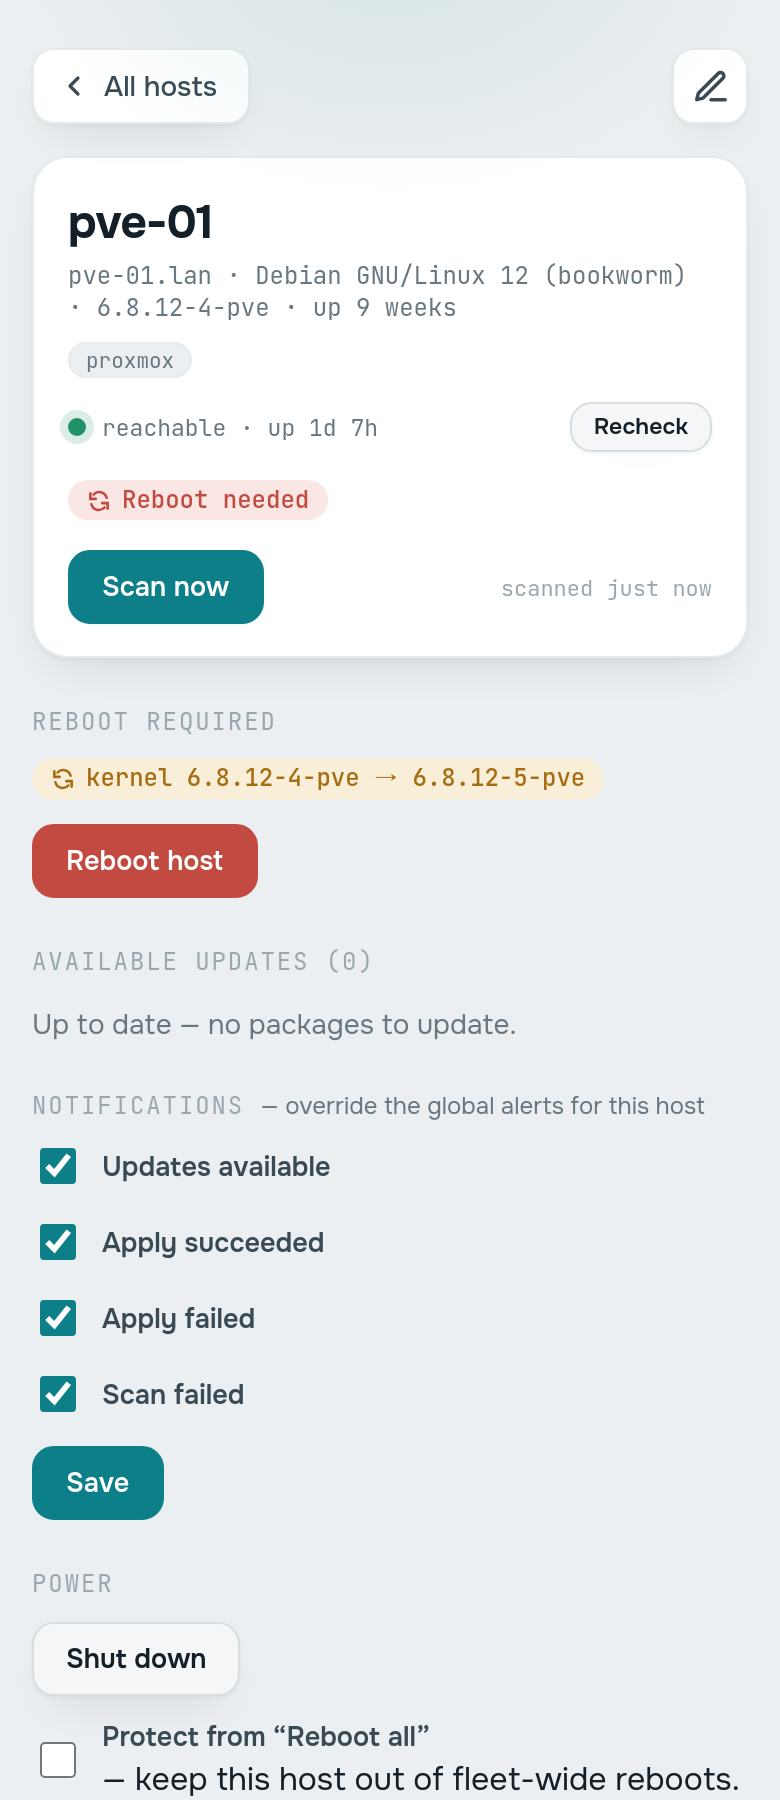 All hosts
pve-01
pve-01.lan · Debian GNU/Linux 12 (bookworm)
· 6.8.12-4-pve · up 9 weeks
proxmox
reachable · up 1d 7h
Recheck
Reboot needed
Scan now
scanned just now
REBOOT REQUIRED
kernel 6.8.12-4-pve → 6.8.12-5-pve
Reboot host
AVAILABLE UPDATES (0)
Up to date — no packages to update.
NOTIFICATIONS — override the global alerts for this host
Updates available
Apply succeeded
Apply failed
Scan failed
Save
POWER
Shut down
Protect from “Reboot all”
— keep this host out of fleet-wide reboots.